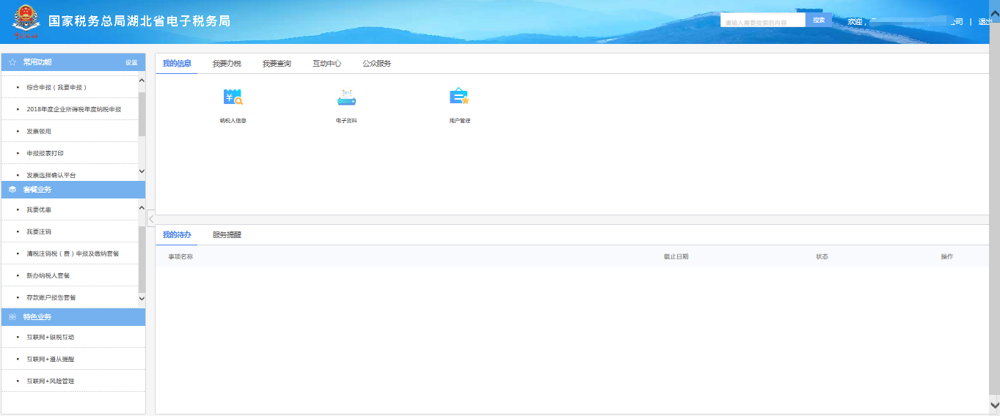 国家税务总局湖北省电子税务局
请输入需要搜索的内容
搜索
欢迎，
公司 | 退出
常用功能
设置
综合申报（我要申报）
2018年度企业所得税年度纳税申报
发票领用
申报报表打印
发票选择确认平台
套餐业务
我要优惠
我要注销
清税注销税（费）申报及缴纳套餐
新办纳税人套餐
存款账户报告套餐
特色业务
互联网+银税互动
互联网+遵从提醒
互联网+风险管理
我的信息 我要办税 我要查询 互动中心 公众服务
纳税人信息 电子资料 用户管理
我的待办 服务提醒
事项名称 截止日期 状态 操作